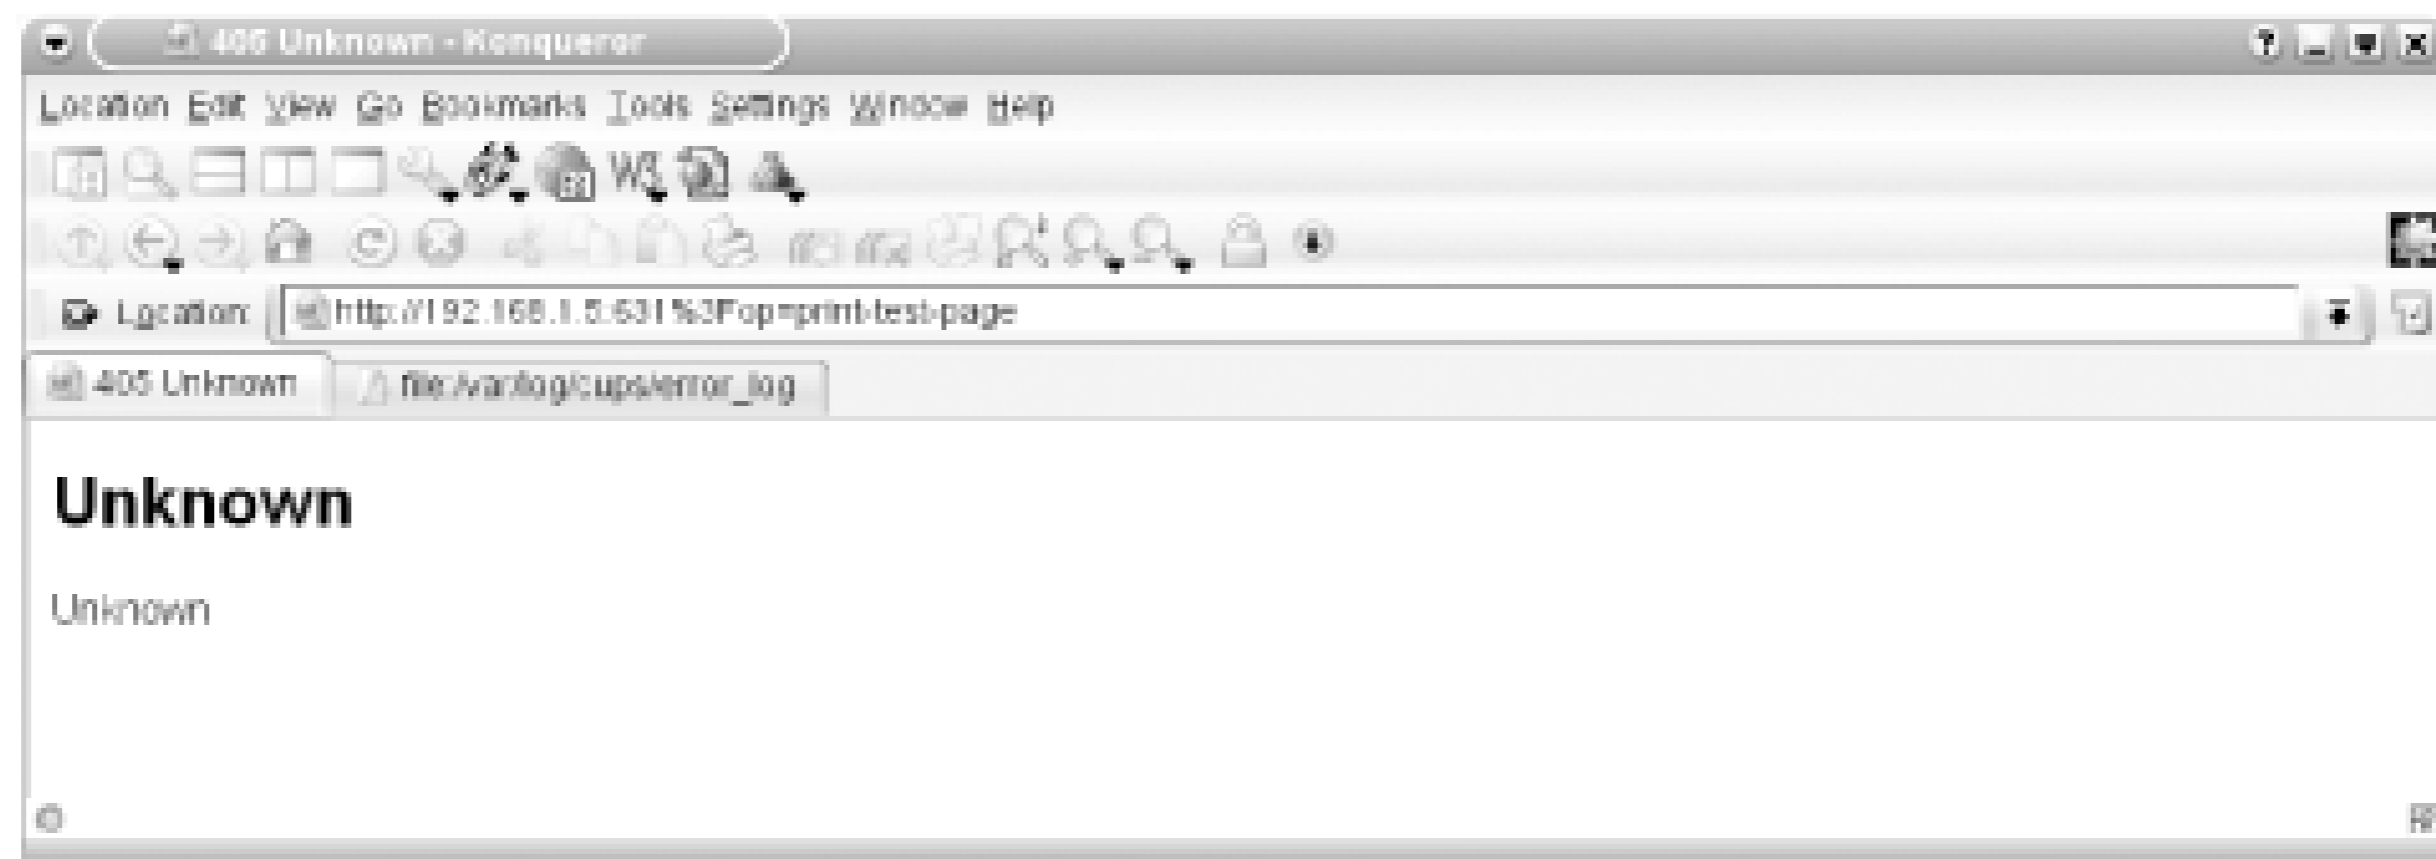 405 Unknown - Konqueror
Location Edit View Go Bookmarks Tools Settings Window Help
Location: http://192.168.1.5:631%3Fop=print-test-page
405 Unknown file:/var/log/cups/error_log
Unknown
Unknown